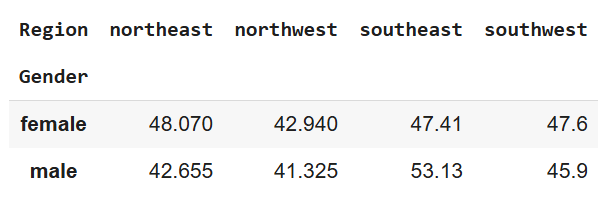 Region northeast northwest southeast southwest
Gender
female 48.070 42.940 47.41 47.6
male 42.655 41.325 53.13 45.9